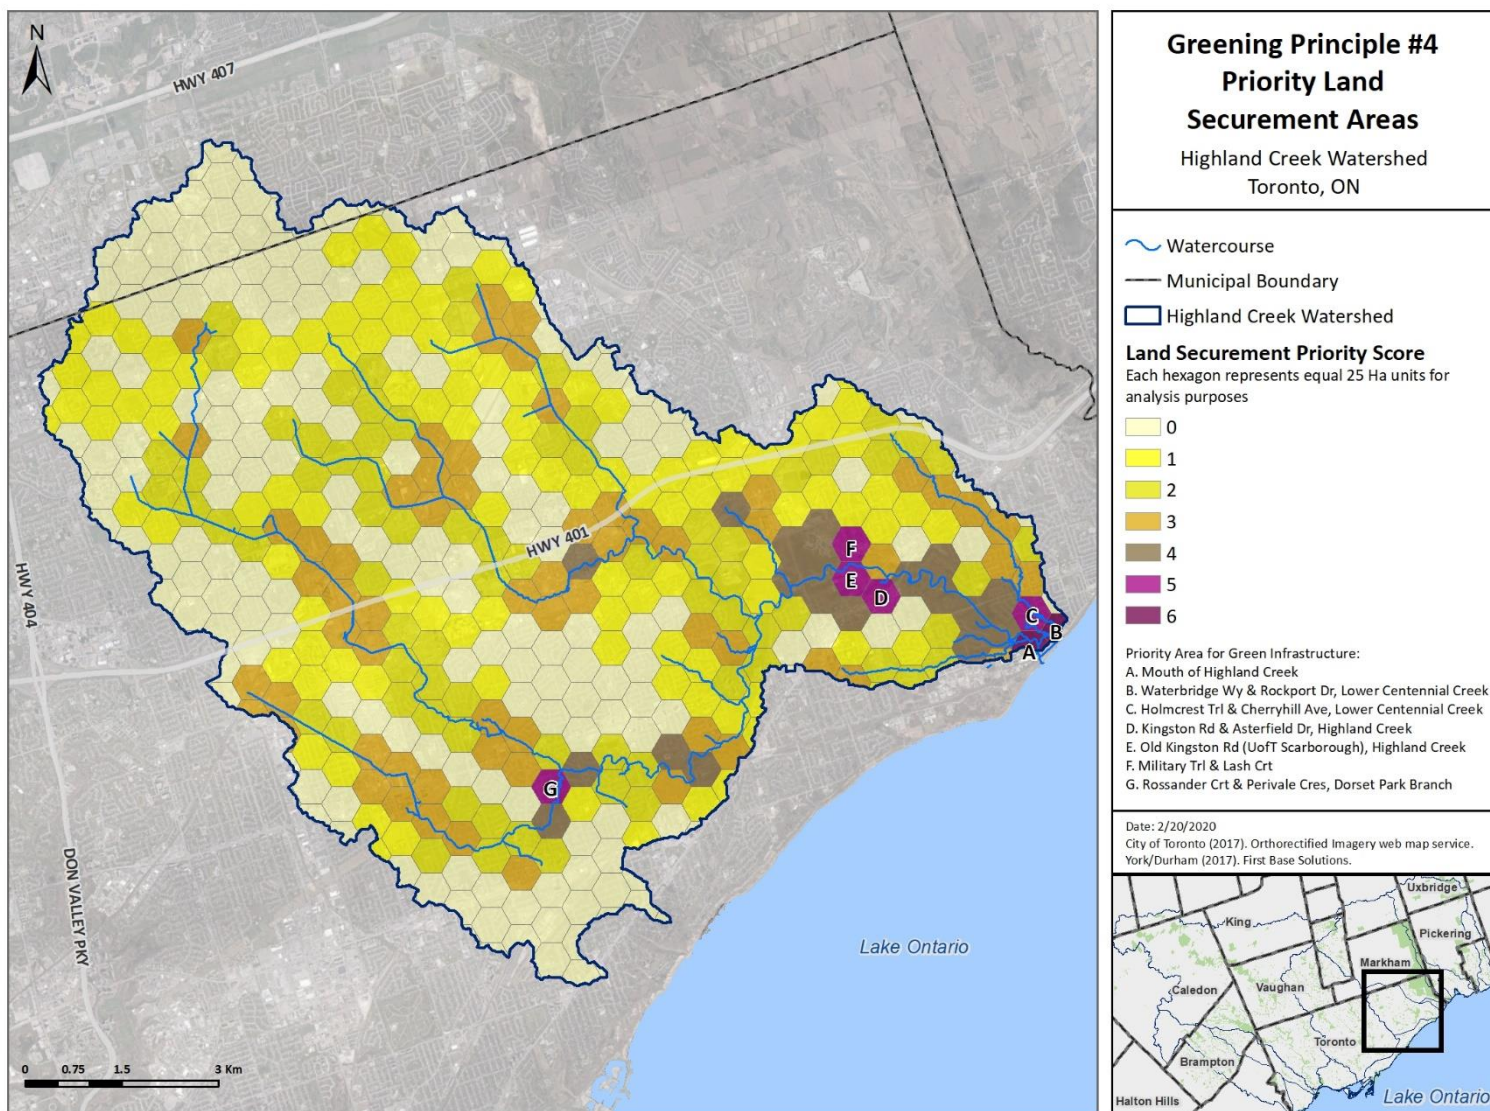 N
HWY 407
HWY 401
HWY 404
DON VALLEY PKY
F
E
D
C
B
A
G
Lake Ontario
0 0.75 1.5 3 Km
Greening Principle #4
Priority Land
Securement Areas
Highland Creek Watershed
Toronto, ON
Watercourse
Municipal Boundary
Highland Creek Watershed
Land Securement Priority Score
Each hexagon represents equal 25 Ha units for
analysis purposes
0
1
2
3
4
5
6
Priority Area for Green Infrastructure:
A. Mouth of Highland Creek
B. Waterbridge Wy & Rockport Dr, Lower Centennial Creek
C. Holmcrest Trl & Cherryhill Ave, Lower Centennial Creek
D. Kingston Rd & Asterfield Dr, Highland Creek
E. Old Kingston Rd (UofT Scarborough), Highland Creek
F. Military Trl & Lash Crt
G. Rossander Crt & Perivale Cres, Dorset Park Branch
Date: 2/20/2020
City of Toronto (2017). Orthorectified Imagery web map service.
York/Durham (2017). First Base Solutions.
Uxbridge
King
Pickering
Markham
Caledon
Vaughan
Toronto
Brampton
Halton Hills
Lake Ontario